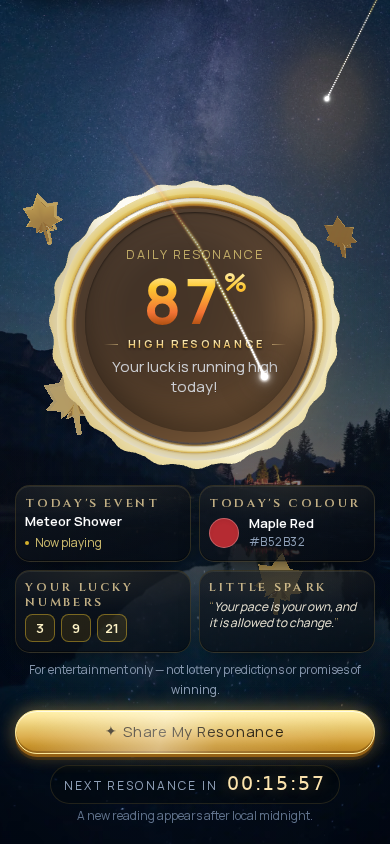 DAILY RESONANCE
87%
HIGH RESONANCE
Your luck is running high
today!
TODAY'S EVENT
Meteor Shower
• Now playing
TODAY'S COLOUR
Maple Red
#B52B32
YOUR LUCKY
NUMBERS
3 9 21
LITTLE SPARK
"Your pace is your own, and
it is allowed to change."
For entertainment only — not lottery predictions or promises of
winning.
✦ Share My Resonance
NEXT RESONANCE IN 00:15:57
A new reading appears after local midnight.